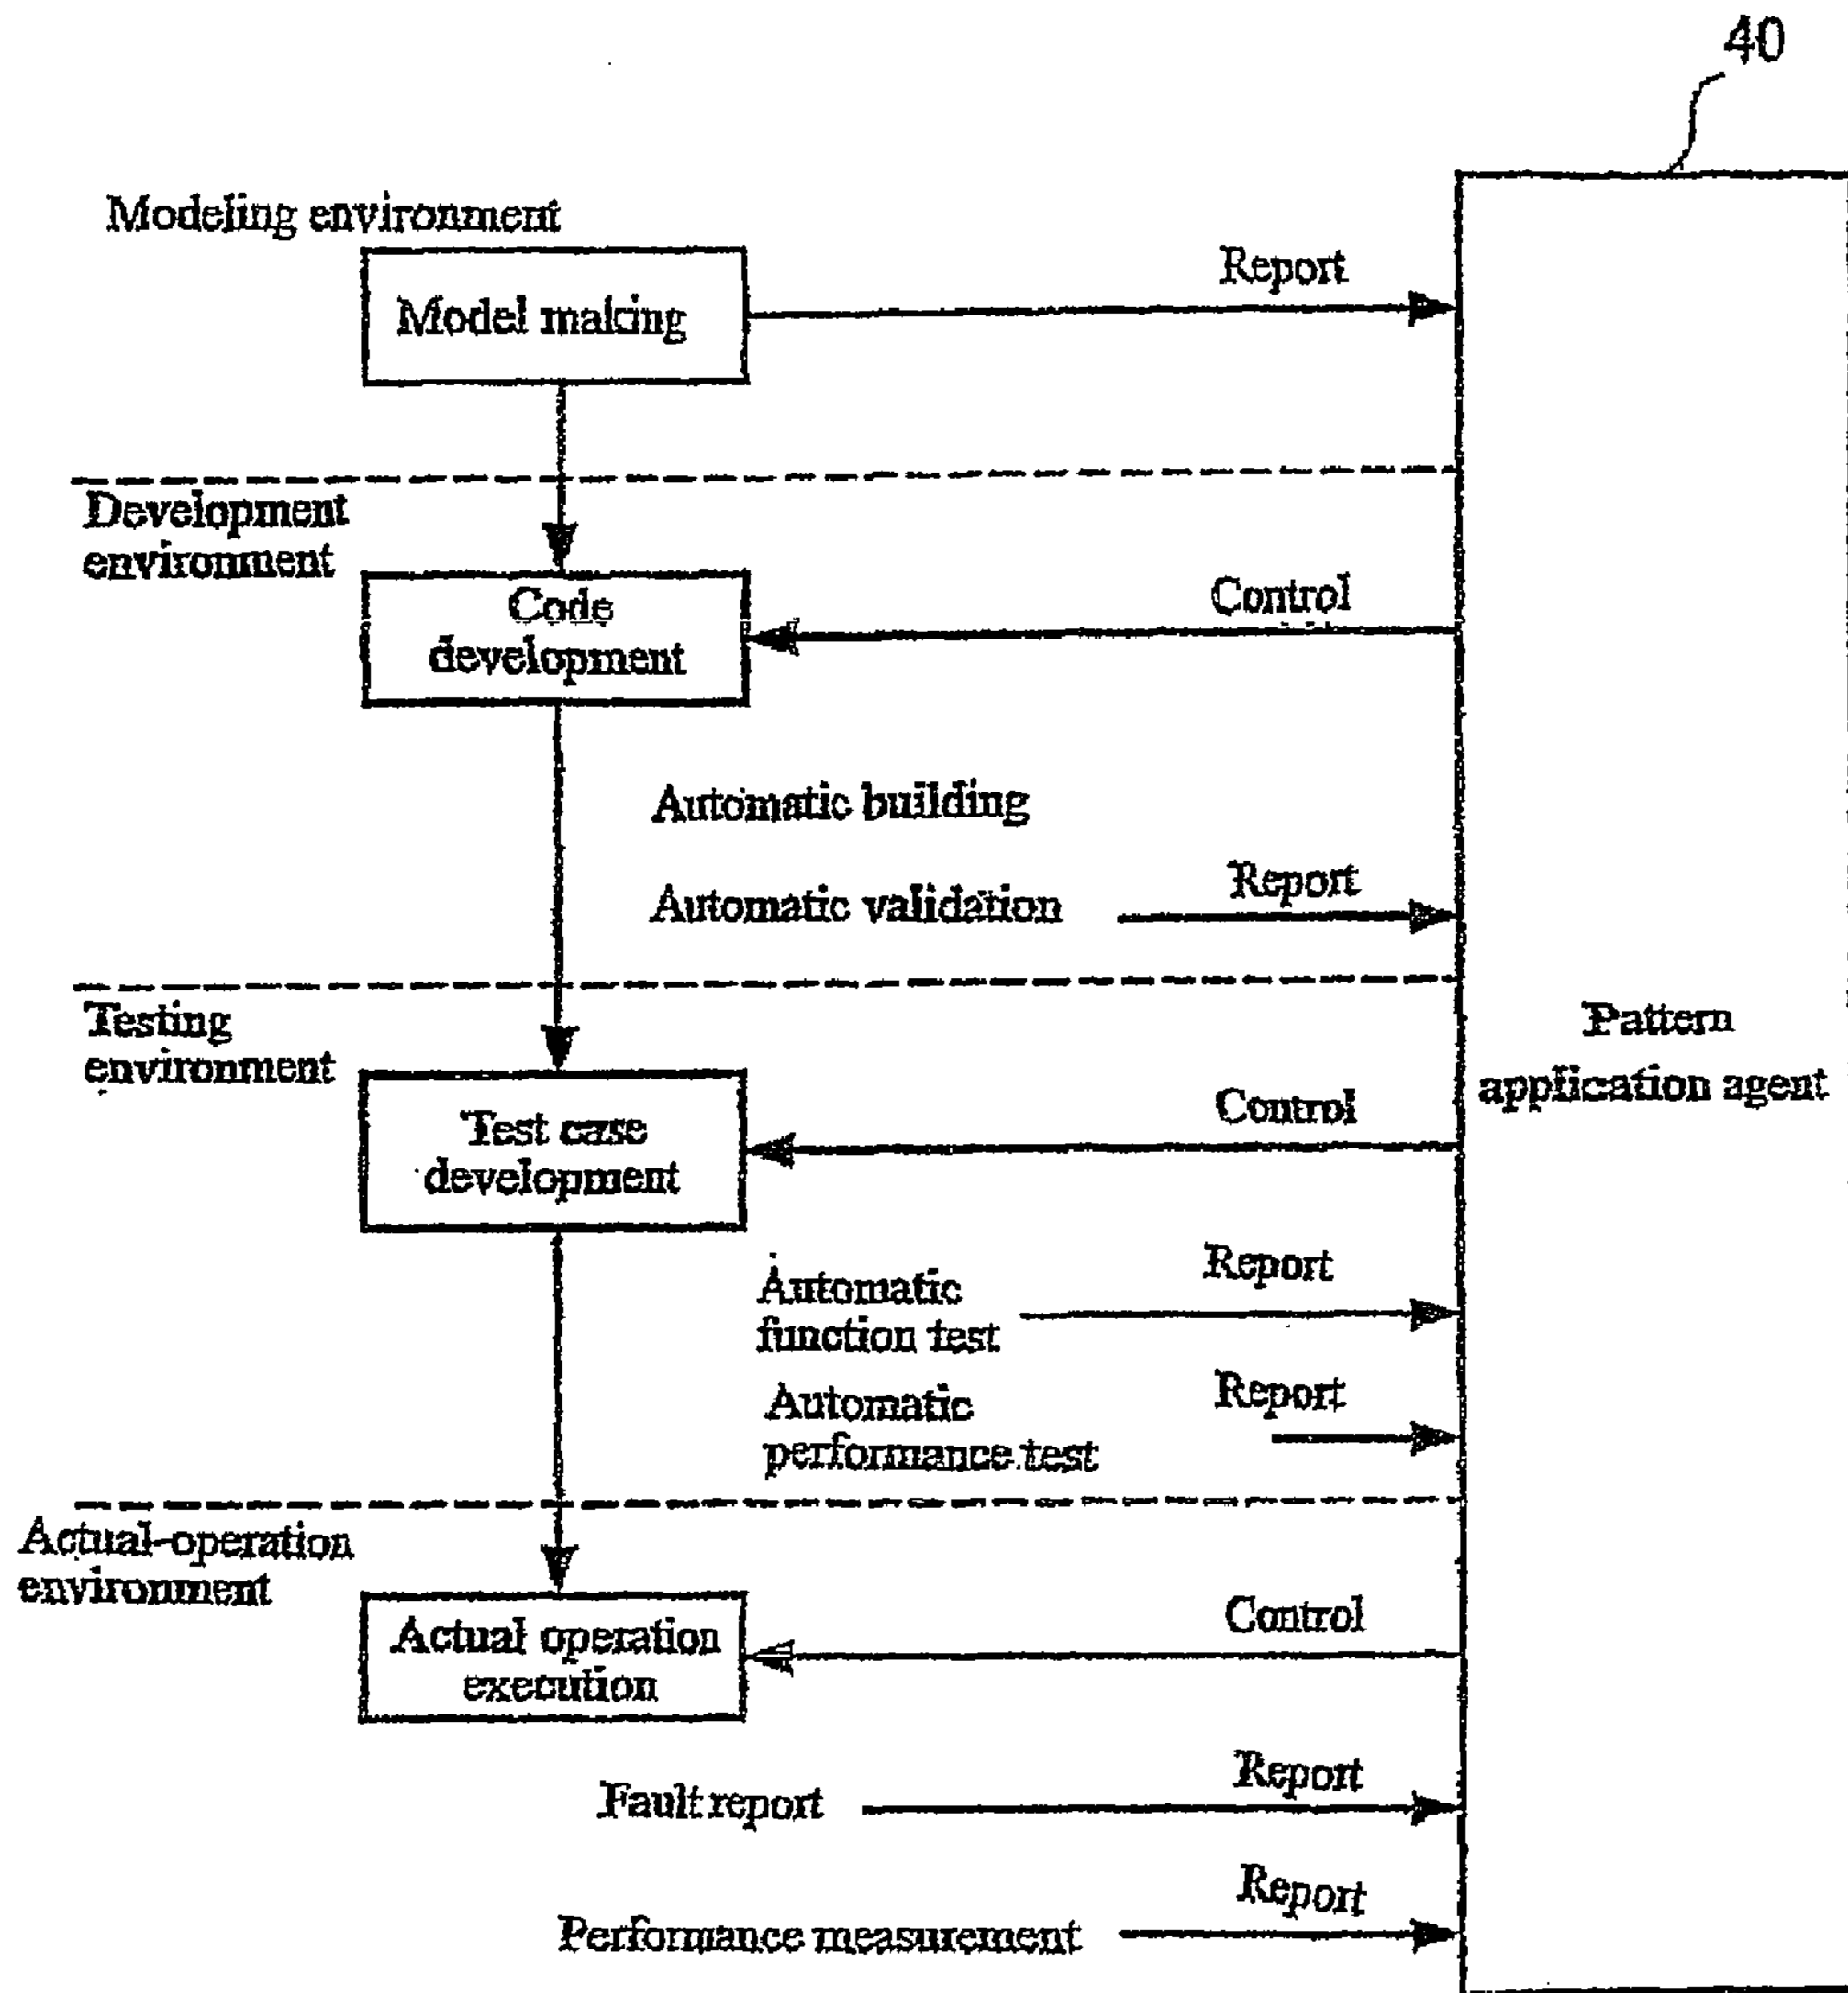 40
Modeling environment
Model making
Report
Development
environment
Code
development
Control
Automatic building
Automatic validation
Report
Testing
environment
Test case
development
Control
Pattern
application agent
Automatic
function test
Report
Automatic
performance test
Report
Actual-operation
environment
Actual operation
execution
Control
Fault report
Report
Performance measurement
Report